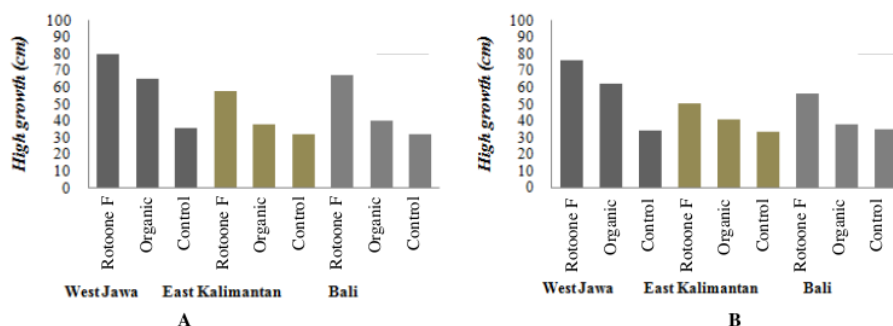 High growth (cm)
100
90
80
70
60
50
40
30
20
10
0
Rotoone F
Organic
Control
Rotoone F
Organic
Control
Rotoone F
Organic
Control
West Jawa East Kalimantan Bali
A
High growth (cm)
100
90
80
70
60
50
40
30
20
10
0
Rotoone F
Organic
Control
Rotoone F
Organic
Control
Rotoone F
Organic
Control
West Jawa East Kalimantan Bali
B